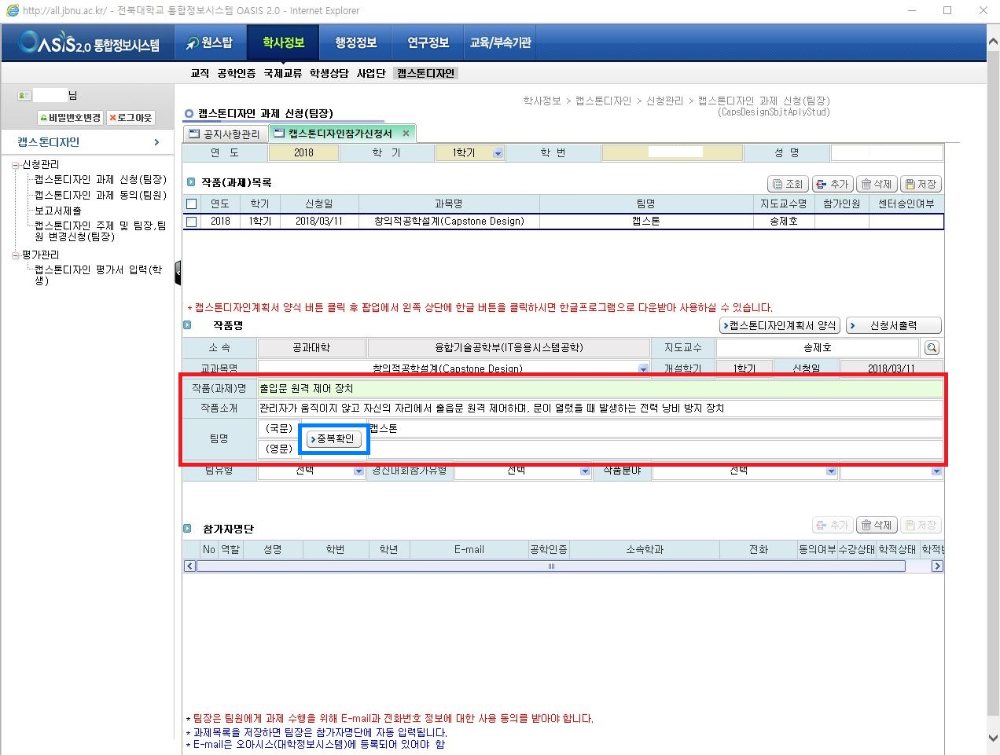 http://all.jbnu.ac.kr/ - 전북대학교 통합정보시스템 OASIS 2.0 - Internet Explorer
OASIS2.0 통합정보시스템
원스탑 학사정보 행정정보 연구정보 교육/부속기관
교직 공학인증 국제교류 학생상담 사업단 캡스톤디자인
님
비밀번호변경 로그아웃
캡스톤디자인
신청관리
캡스톤디자인 과제 신청(팀장)
캡스톤디자인 과제 동의(팀원)
보고서제출
캡스톤디자인 주제 및 팀장,팀
원 변경신청(팀장)
평가관리
캡스톤디자인 평가서 입력(학
생)
학사정보 > 캡스톤디자인 > 신청관리 > 캡스톤디자인 과제 신청(팀장)
(CapsDesignSbjtAplyStud)
캡스톤디자인 과제 신청(팀장)
공지사항관리 캡스톤디자인참가신청서 ×
연 도 2018 학 기 1학기 학 번 성 명
작품(과제)목록 조회 추가 삭제 저장
연도 학기 신청일 과목명 팀명 지도교수명 참가인원 센터승인여부
2018 1학기 2018/03/11 창의적공학설계(Capstone Design) 캡스톤 송제호
* 캡스톤디자인계획서 양식 버튼 클릭 후 팝업에서 왼쪽 상단에 한글 버튼을 클릭하시면 한글프로그램으로 다운받아 사용하실 수 있습니다.
작품명 캡스톤디자인계획서 양식 신청서출력
소 속 공과대학 융합기술공학부(IT응용시스템공학) 지도교수 송제호
교과목명 창의적공학설계(Capstone Design) 개설학기 1학기 신청일 2018/03/11
작품(과제)명 출입문 원격 제어 장치
작품소개 관리자가 움직이지 않고 자신의 자리에서 출읍문 원격 제어하며, 문이 열렸을 때 발생하는 전력 낭비 방지 장치
팀명 (국문) 중복확인 캡스톤
(영문)
팀유형 선택 경진대회참가유형 선택 작품분야 선택
참가자명단 추가 삭제 저장
No 역할 성명 학번 학년 E-mail 공학인증 소속학과 전화 동의여부 수강상태 학적상태
* 팀장은 팀원에게 과제 수행을 위해 E-mail과 전화번호 정보에 대한 사용 동의를 받아야 합니다.
* 과제목록을 저장하면 팀장은 참가자명단에 자동 입력됩니다.
* E-mail은 오아시스(대학정보시스템)에 등록되어 있어야 함